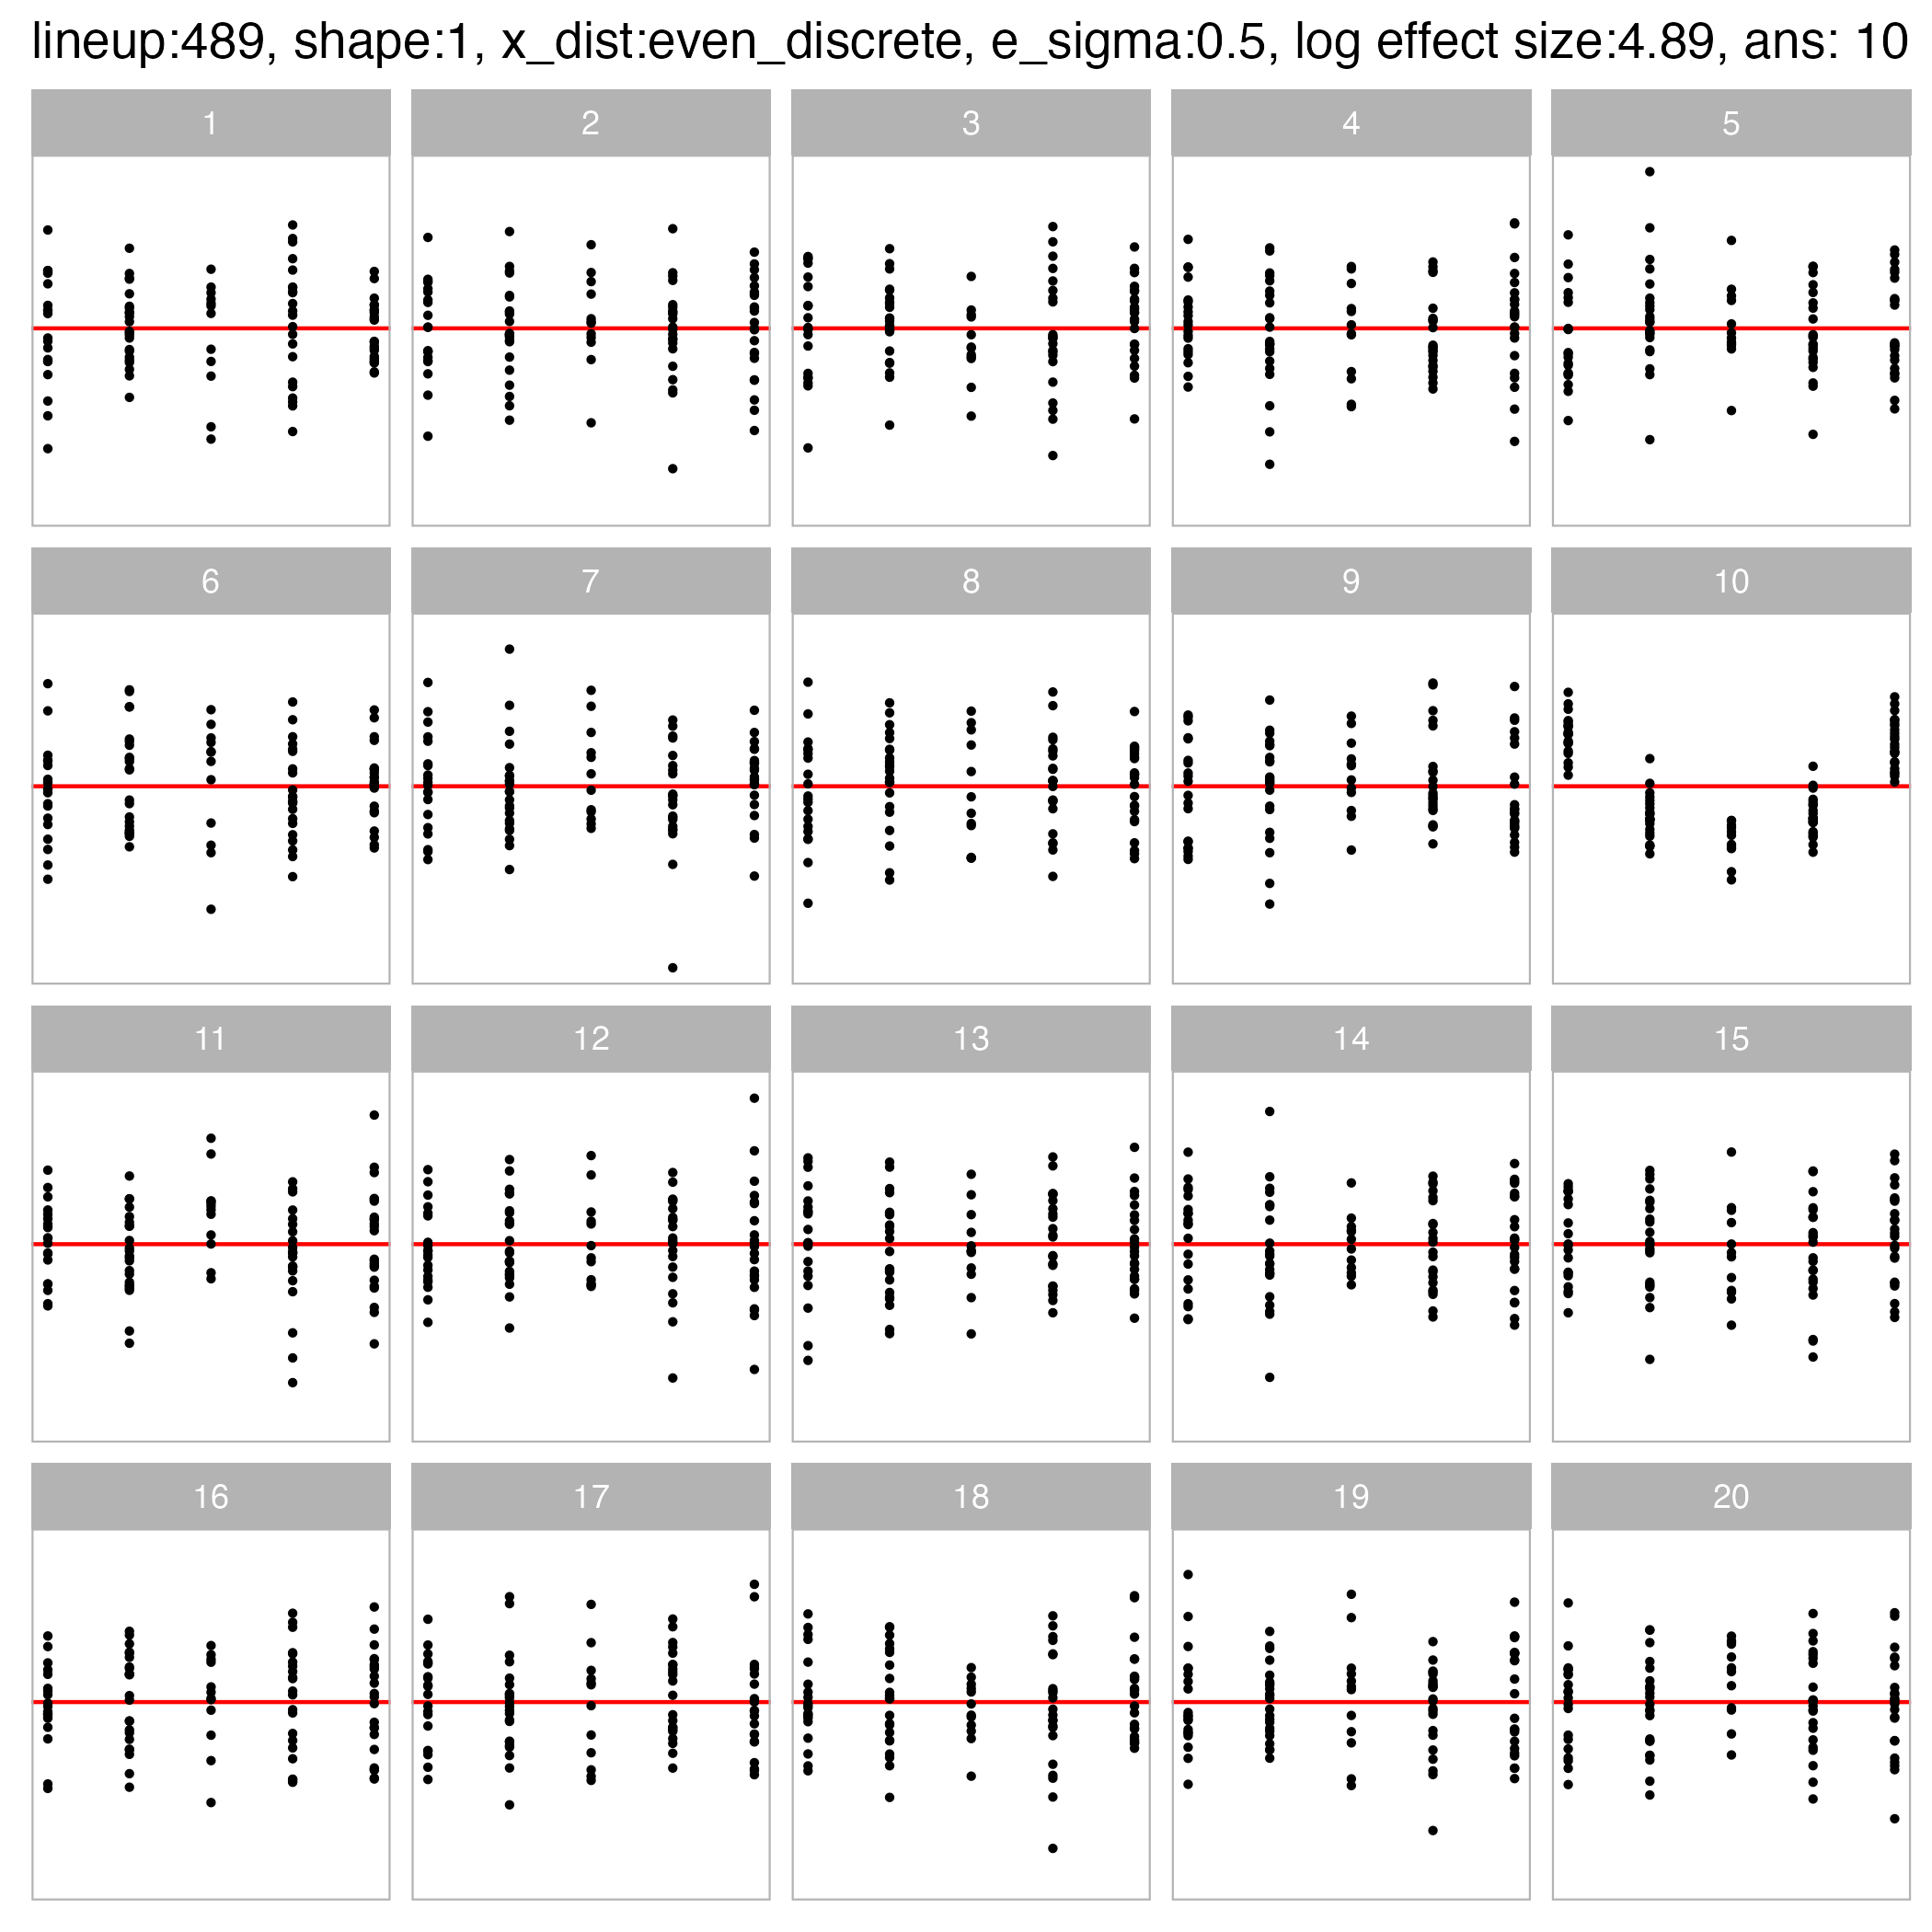 lineup:489, shape:1, x_dist:even_discrete, e_sigma:0.5, log effect size:4.89, ans: 10
1 2 3 4 5
6 7 8 9 10
11 12 13 14 15
16 17 18 19 20